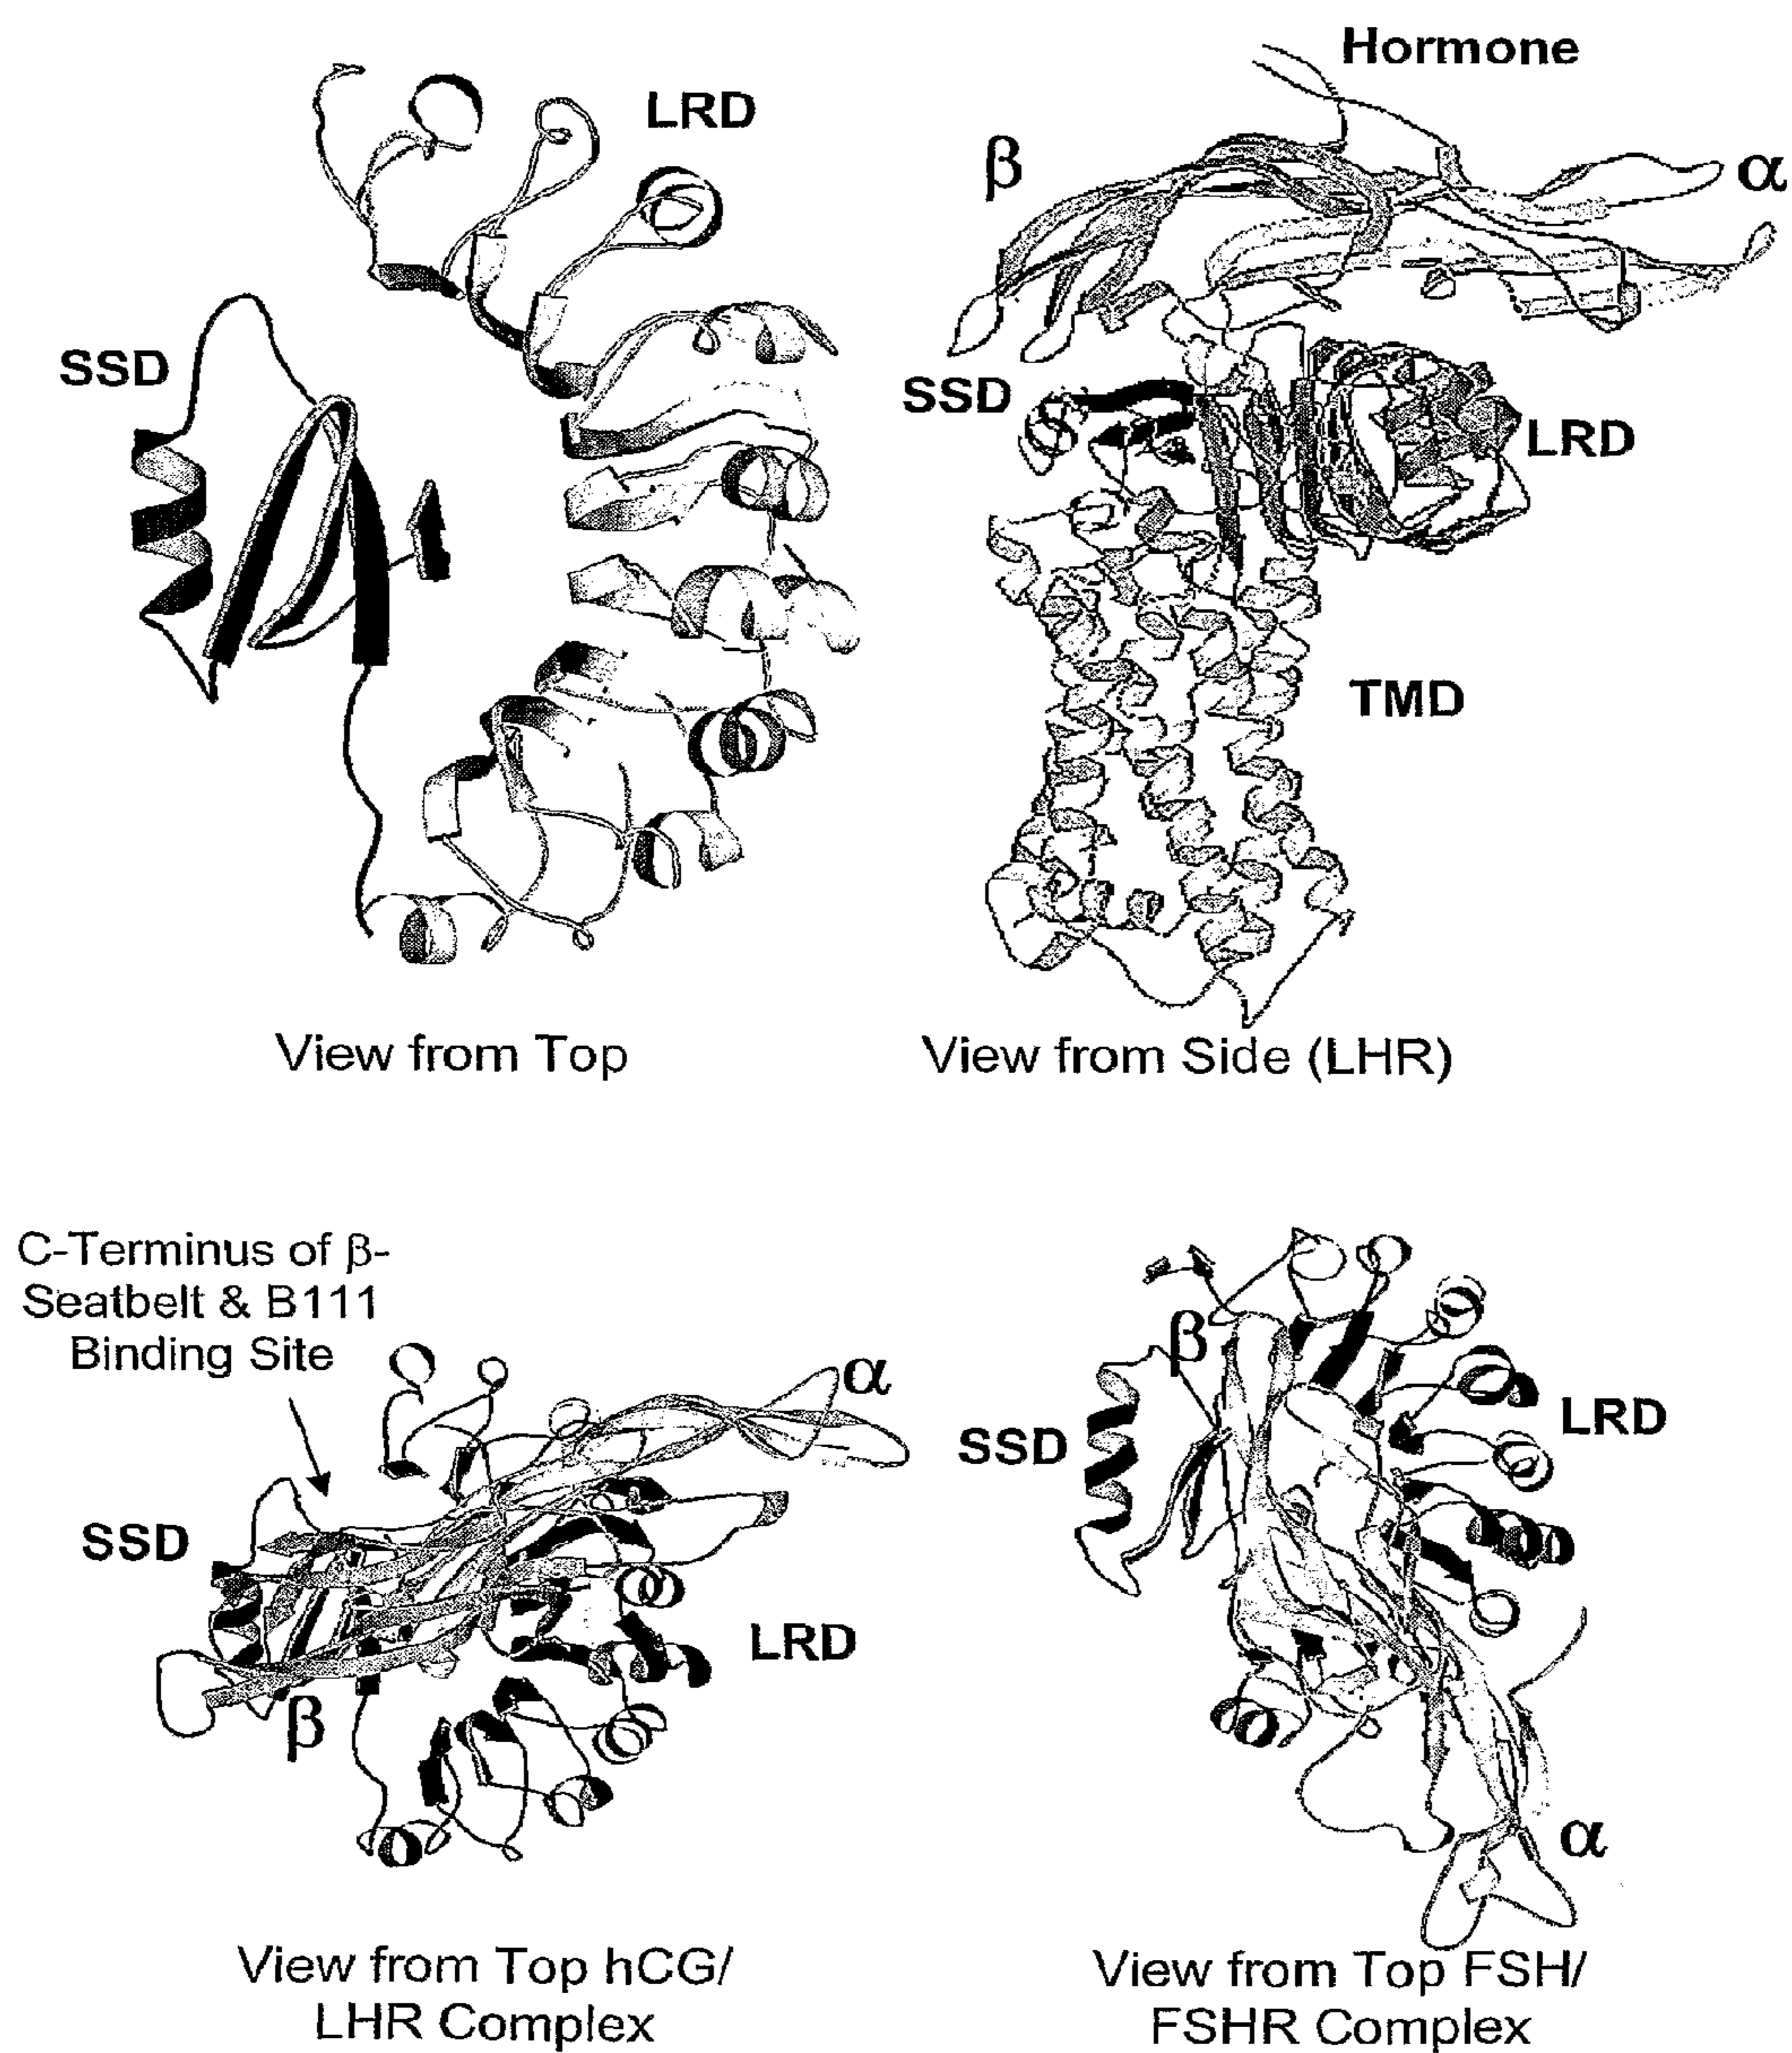 LRD
SSD
View from Top
Hormone
β
α
SSD
LRD
TMD
View from Side (LHR)
C-Terminus of β-
Seatbelt & B111
Binding Site
α
SSD
LRD
β
View from Top hCG/
LHR Complex
β
SSD
LRD
α
View from Top FSH/
FSHR Complex